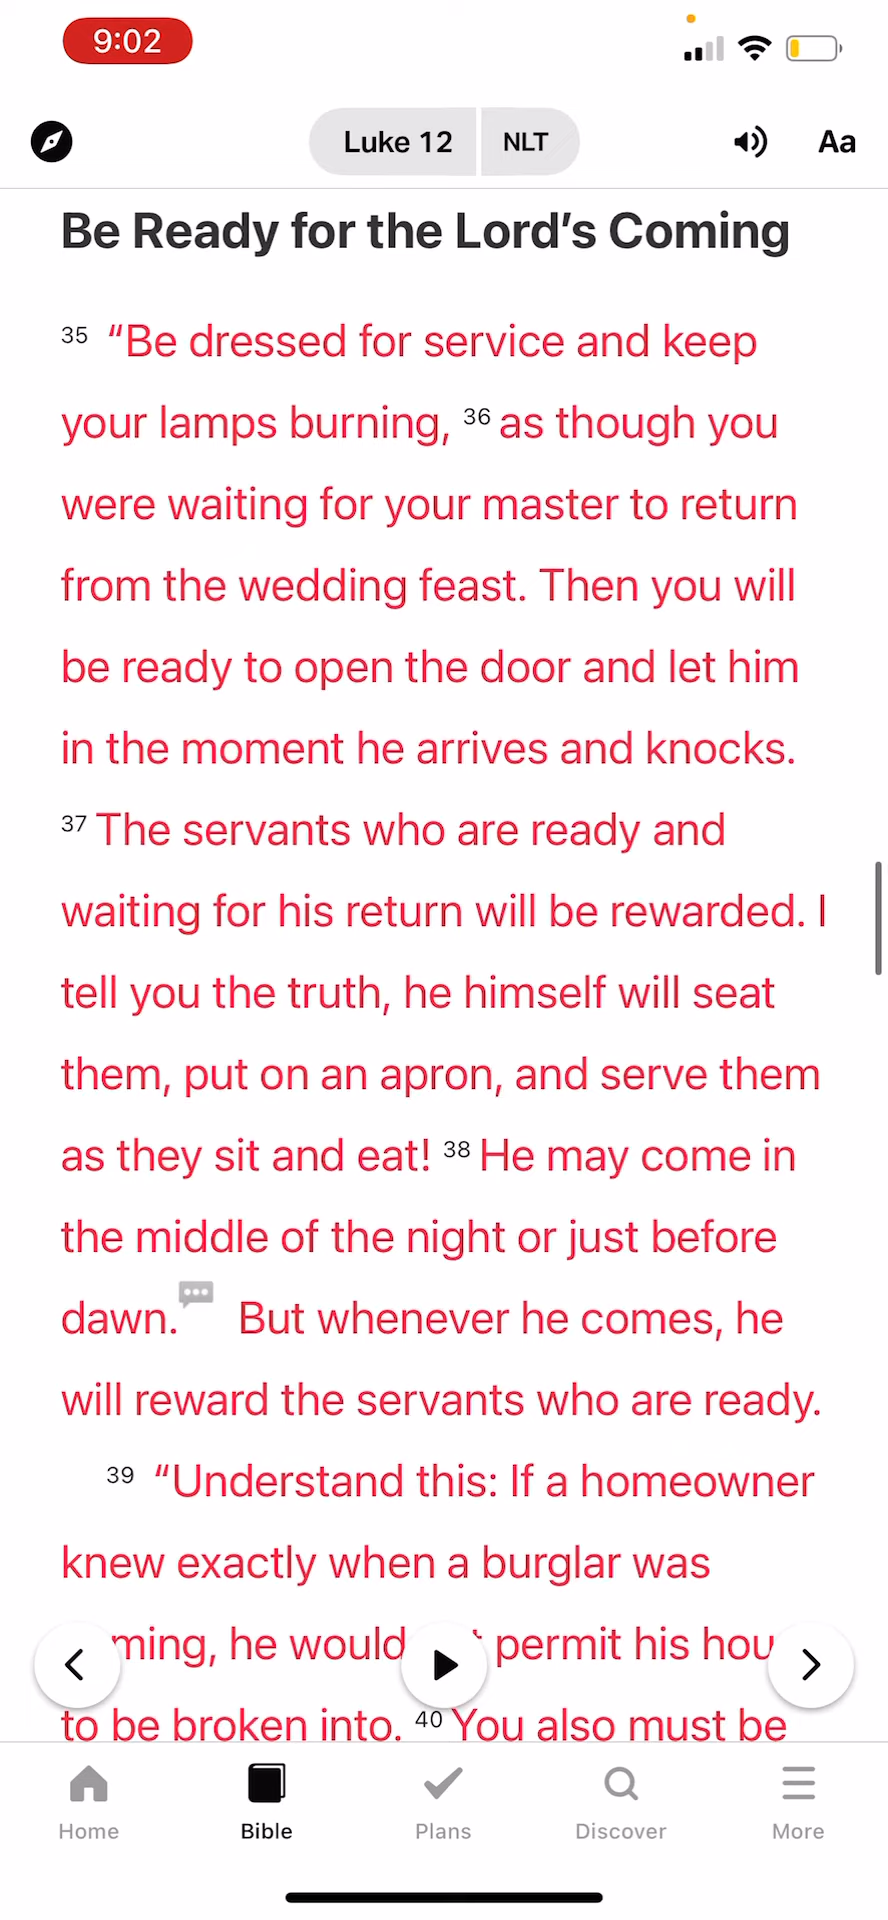 9:02
Luke 12 NLT Aa
Be Ready for the Lord’s Coming
35 “Be dressed for service and keep
your lamps burning, 36 as though you
were waiting for your master to return
from the wedding feast. Then you will
be ready to open the door and let him
in the moment he arrives and knocks.
37 The servants who are ready and
waiting for his return will be rewarded. I
tell you the truth, he himself will seat
them, put on an apron, and serve them
as they sit and eat! 38 He may come in
the middle of the night or just before
dawn. But whenever he comes, he
will reward the servants who are ready.
39 “Understand this: If a homeowner
knew exactly when a burglar was
he would permit his
to be broken into. 40 You also must be
Home Bible Plans Discover More